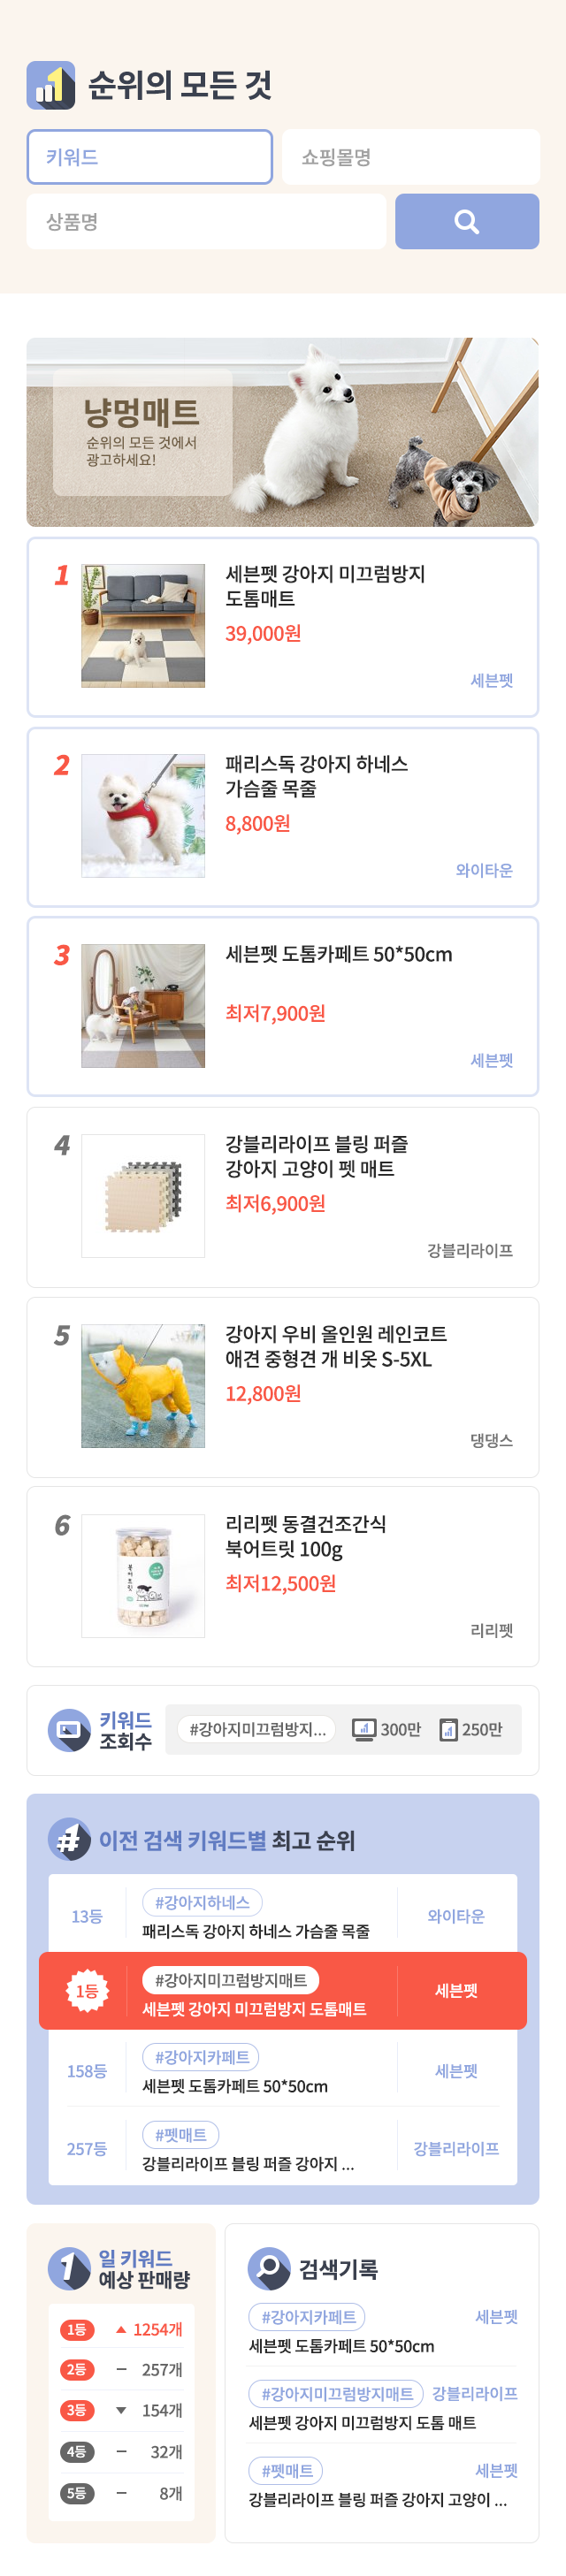 순위의 모든 것
키워드
쇼핑몰명
상품명
냥멍매트
순위의 모든 것에서
광고하세요!
1
세븐펫 강아지 미끄럼방지
도톰매트
39,000원
세븐펫
2
패리스독 강아지 하네스
가슴줄 목줄
8,800원
와이타운
3
세븐펫 도톰카페트 50*50cm
최저7,900원
세븐펫
4
강블리라이프 블링 퍼즐
강아지 고양이 펫 매트
최저6,900원
강블리라이프
5
강아지 우비 올인원 레인코트
애견 중형견 개 비옷 S-5XL
12,800원
댕댕스
6
북어트릿
리리펫 동결건조간식
북어트릿 100g
최저12,500원
리리펫
키워드
조회수
#강아지미끄럼방지...
300만
250만
#1
이전 검색 키워드별 최고 순위
13등
#강아지하네스
패리스독 강아지 하네스 가슴줄 목줄
와이타운
1등
#강아지미끄럼방지매트
세븐펫 강아지 미끄럼방지 도톰매트
세븐펫
158등
#강아지카페트
세븐펫 도톰카페트 50*50cm
세븐펫
257등
#펫매트
강블리라이프 블링 퍼즐 강아지 ...
강블리라이프
1
일 키워드
예상 판매량
1등 ▲ 1254개
2등 – 257개
3등 ▼ 154개
4등 – 32개
5등 – 8개
검색기록
#강아지카페트
세븐펫
세븐펫 도톰카페트 50*50cm
#강아지미끄럼방지매트
강블리라이프
세븐펫 강아지 미끄럼방지 도톰 매트
#펫매트
세븐펫
강블리라이프 블링 퍼즐 강아지 고양이 ...